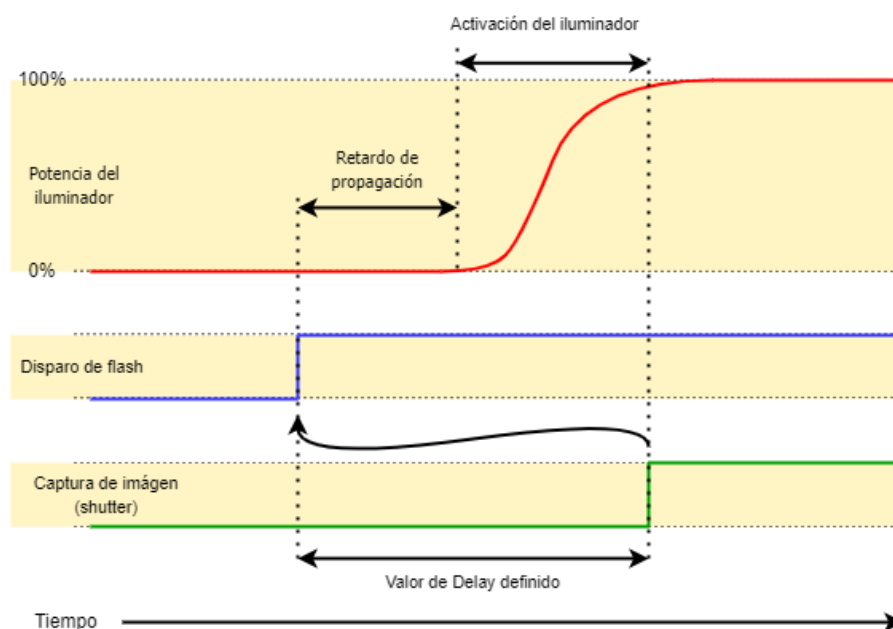 Activación del iluminador
100%
Retardo de
propagación
Potencia del
iluminador
0%
Disparo de flash
Captura de imágen
(shutter)
Valor de Delay definido
Tiempo